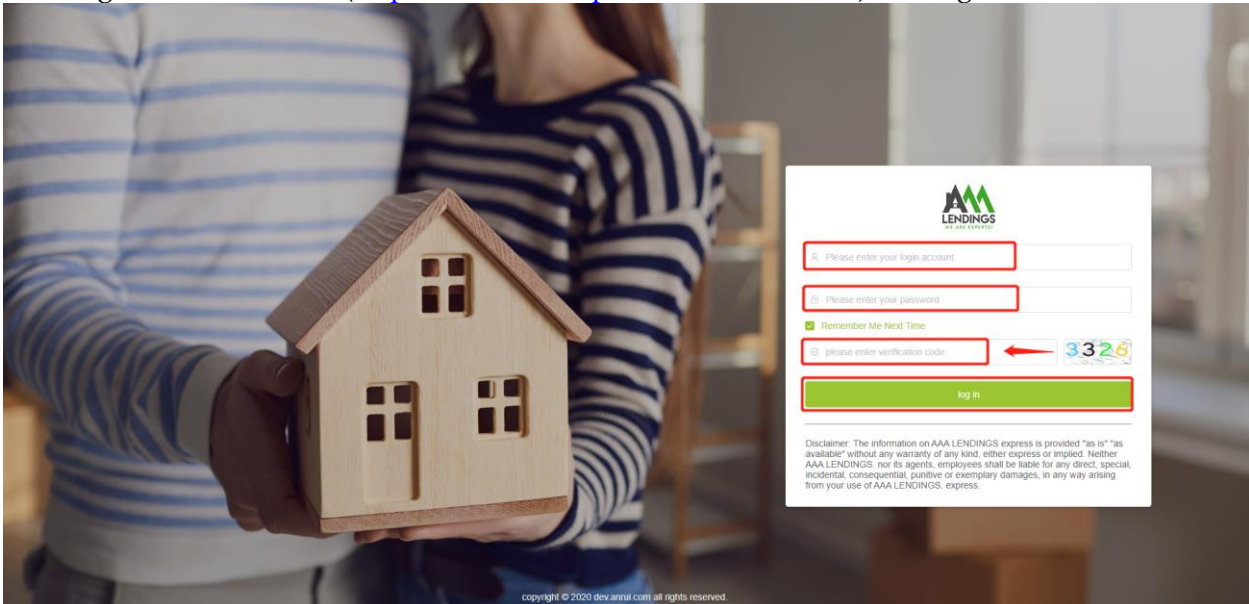 AAA
LENDINGS
WE ARE EXPERTS!
Please enter your login account
Please enter your password
Remember Me Next Time
please enter verification code
3326
log in
Disclaimer: The information on AAA LENDINGS express is provided "as is" "as
available" without any warranty of any kind, either express or implied. Neither
AAA LENDINGS. nor its agents, employees shall be liable for any direct, special,
incidental, consequential, punitive or exemplary damages, in any way arising
from your use of AAA LENDINGS. express.
copyright © 2020 dev.anrui.com all rights reserved.